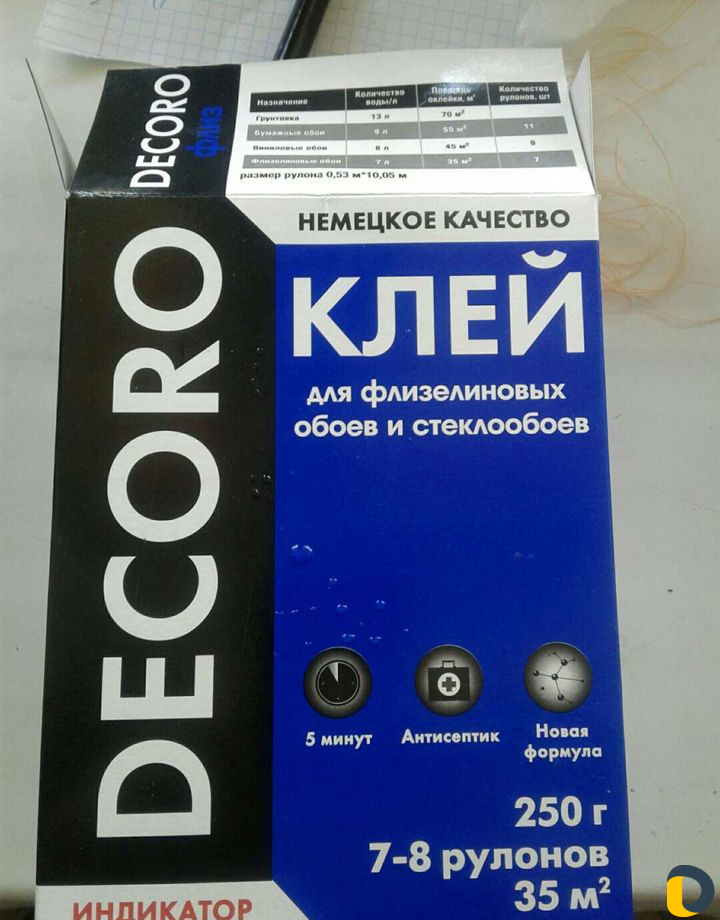 DECORO
флиз
Назначение Количество воды/л Площадь оклейки, м² Количество рулонов, шт
Грунтовка 13 л 70 м²
Бумажные обои 9 л 55 м² 11
Виниловые обои 8 л 45 м² 9
Флизелиновые обои 7 л 35 м² 7
размер рулона 0,53 м*10,05 м
DECORO
НЕМЕЦКОЕ КАЧЕСТВО
КЛЕЙ
для флизелиновых
обоев и стеклообоев
5 минут
Антисептик
Новая
формула
250 г
7-8 рулонов
35 м²
ИНДИКАТОР